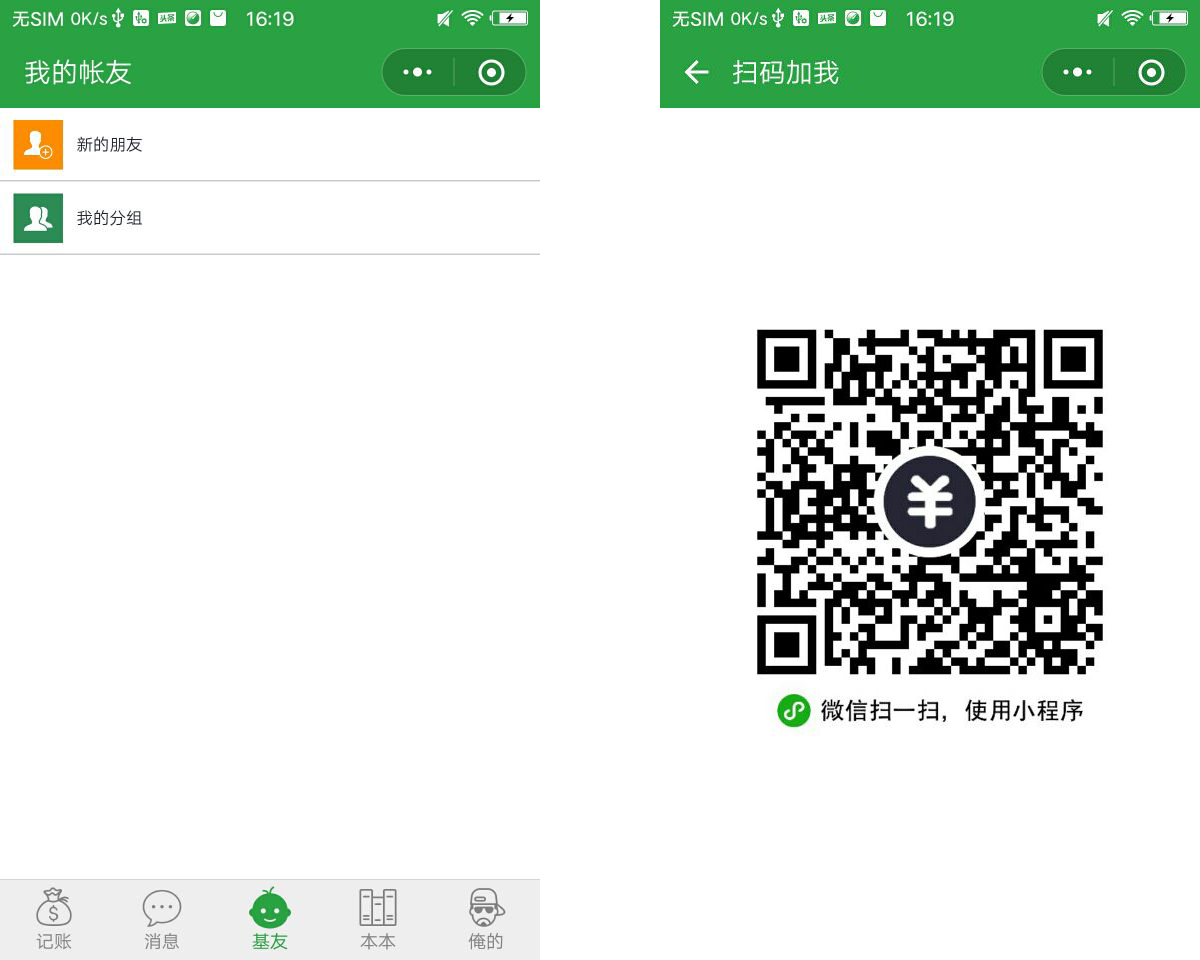 无SIM 0K/s 16:19
我的帐友
新的朋友
我的分组
记账 消息 基友 本本 俺的
无SIM 0K/s 16:19
扫码加我
微信扫一扫，使用小程序